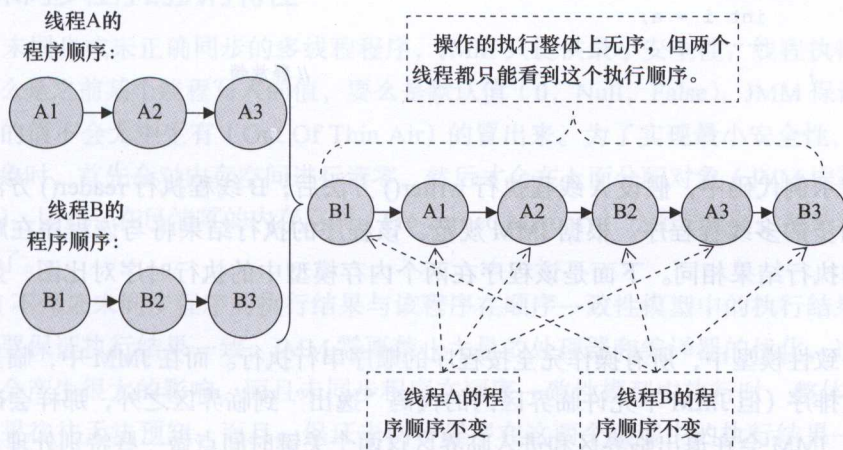 线程A的
程序顺序：
A1 A2 A3
线程B的
程序顺序：
B1 B2 B3
操作的执行整体上无序，但两个
线程都只能看到这个执行顺序。
B1 A1 A2 B2 A3 B3
线程A的程
序顺序不变
线程B的程
序顺序不变